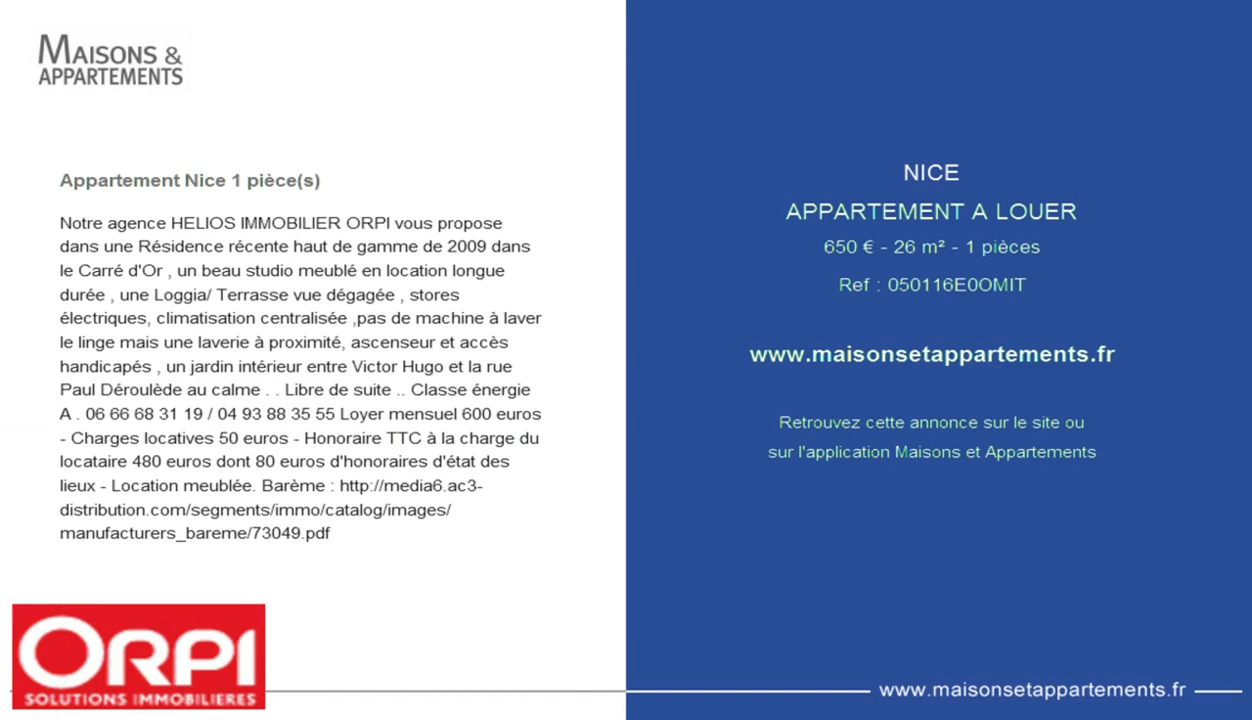 MAISONS &
APPARTEMENTS
Appartement Nice 1 pièce(s)
Notre agence HELIOS IMMOBILIER ORPI vous propose
dans une Résidence récente haut de gamme de 2009 dans
le Carré d'Or , un beau studio meublé en location longue
durée , une Loggia/ Terrasse vue dégagée , stores
électriques, climatisation centralisée ,pas de machine à laver
le linge mais une laverie à proximité, ascenseur et accès
handicapés , un jardin intérieur entre Victor Hugo et la rue
Paul Déroulède au calme . . Libre de suite .. Classe énergie
A . 06 66 68 31 19 / 04 93 88 35 55 Loyer mensuel 600 euros
- Charges locatives 50 euros - Honoraire TTC à la charge du
locataire 480 euros dont 80 euros d'honoraires d'état des
lieux - Location meublée. Barème : http://media6.ac3-
distribution.com/segments/immo/catalog/images/
manufacturers_bareme/73049.pdf
ORPI
SOLUTIONS IMMOBILIERES
NICE
APPARTEMENT A LOUER
650 € - 26 m² - 1 pièces
Ref : 050116E0OMIT
www.maisonsetappartements.fr
Retrouvez cette annonce sur le site ou
sur l'application Maisons et Appartements
www.maisonsetappartements.fr